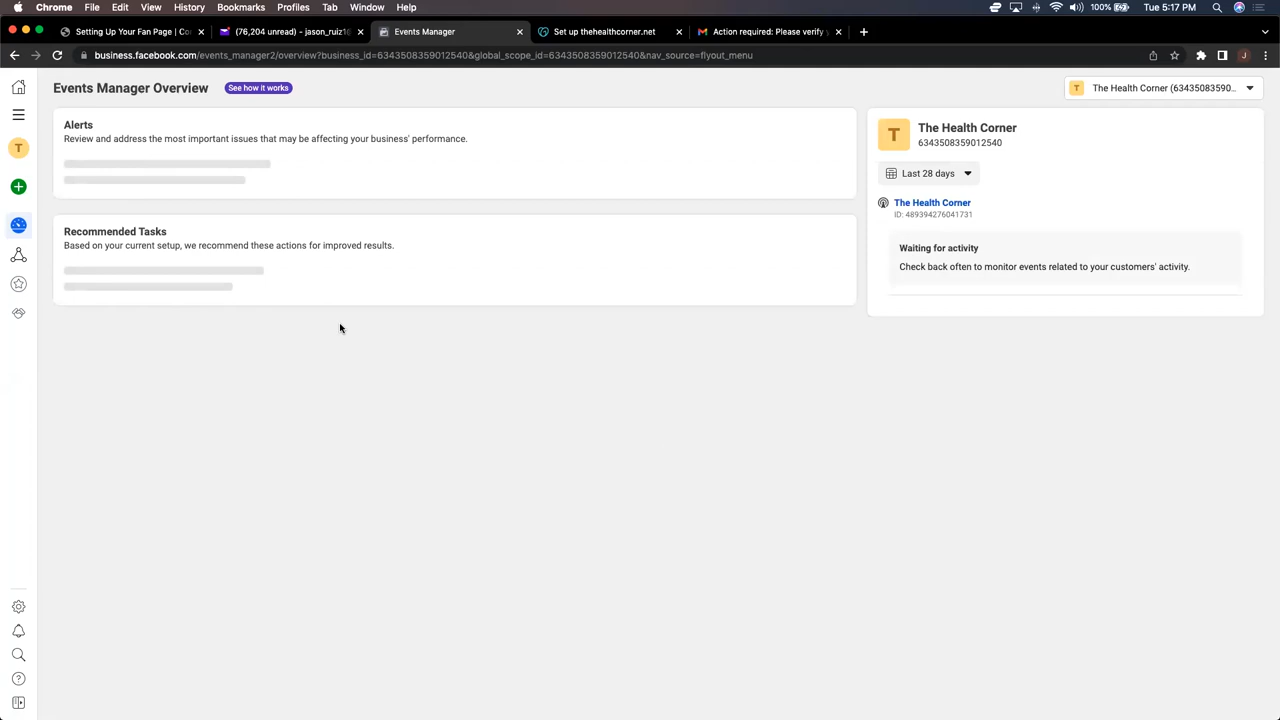 Chrome File Edit View History Bookmarks Profiles Tab Window Help 100% Tue 5:17 PM
Setting Up Your Fan Page | Co (76,204 unread) - jason_ruiz1 Events Manager Set up thehealthcorner.net Action required: Please verify
business.facebook.com/events_manager2/overview?business_id=6343508359012540&global_scope_id=6343508359012540&nav_source=flyout_menu J
Events Manager Overview See how it works
T The Health Corner (63435083590...
Alerts
Review and address the most important issues that may be affecting your business' performance.
T
Recommended Tasks
Based on your current setup, we recommend these actions for improved results.
T The Health Corner
6343508359012540
Last 28 days
The Health Corner
ID: 489394276041731
Waiting for activity
Check back often to monitor events related to your customers' activity.